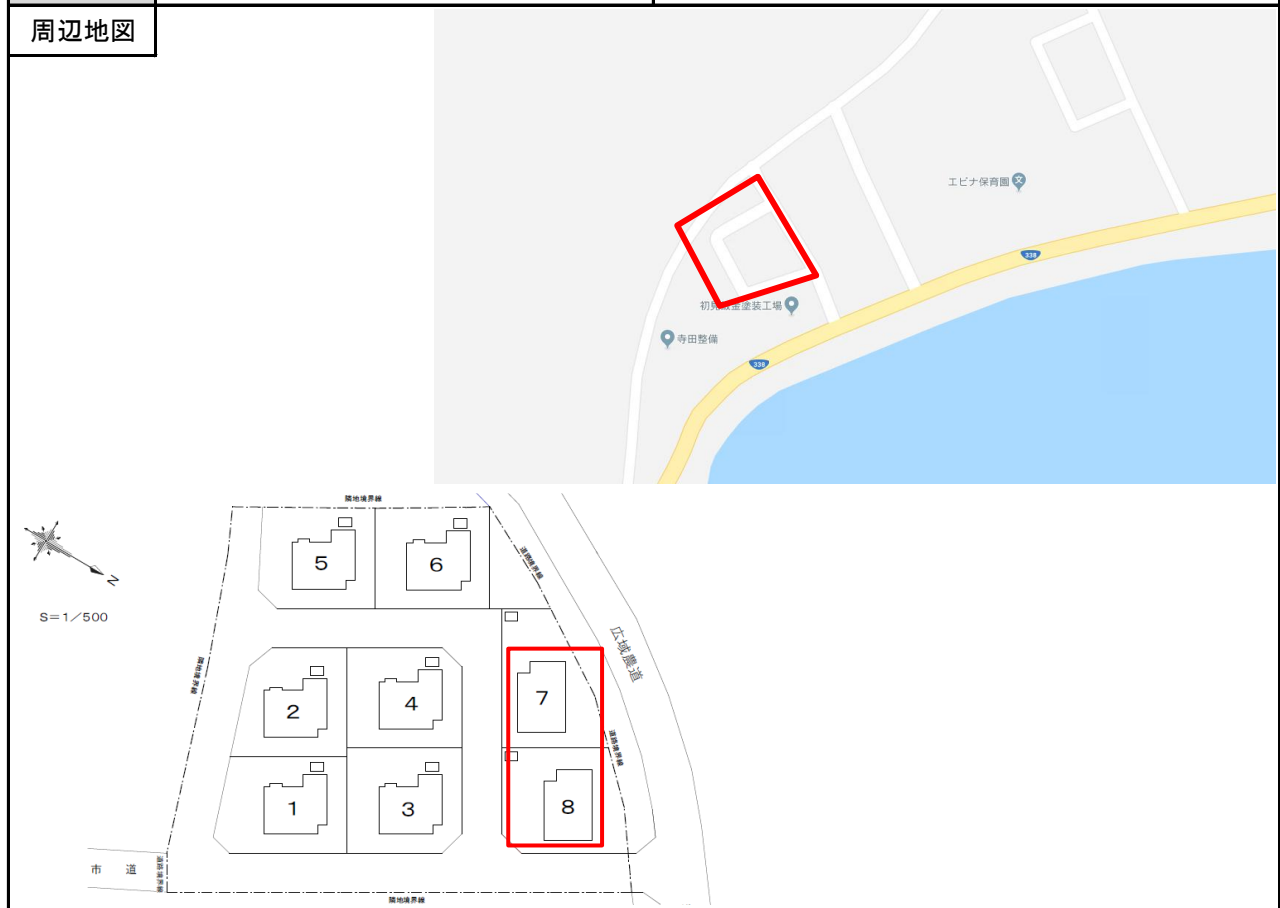 周辺地図
エビナ保育園
338
初見鈑金塗装工場
寺田整備
338
隣地境界線
N
S=1/500
5
6
道路境界線
広域農道
隣地境界線
2
4
7
道路境界線
1
3
8
市 道
道路境界線
隣地境界線